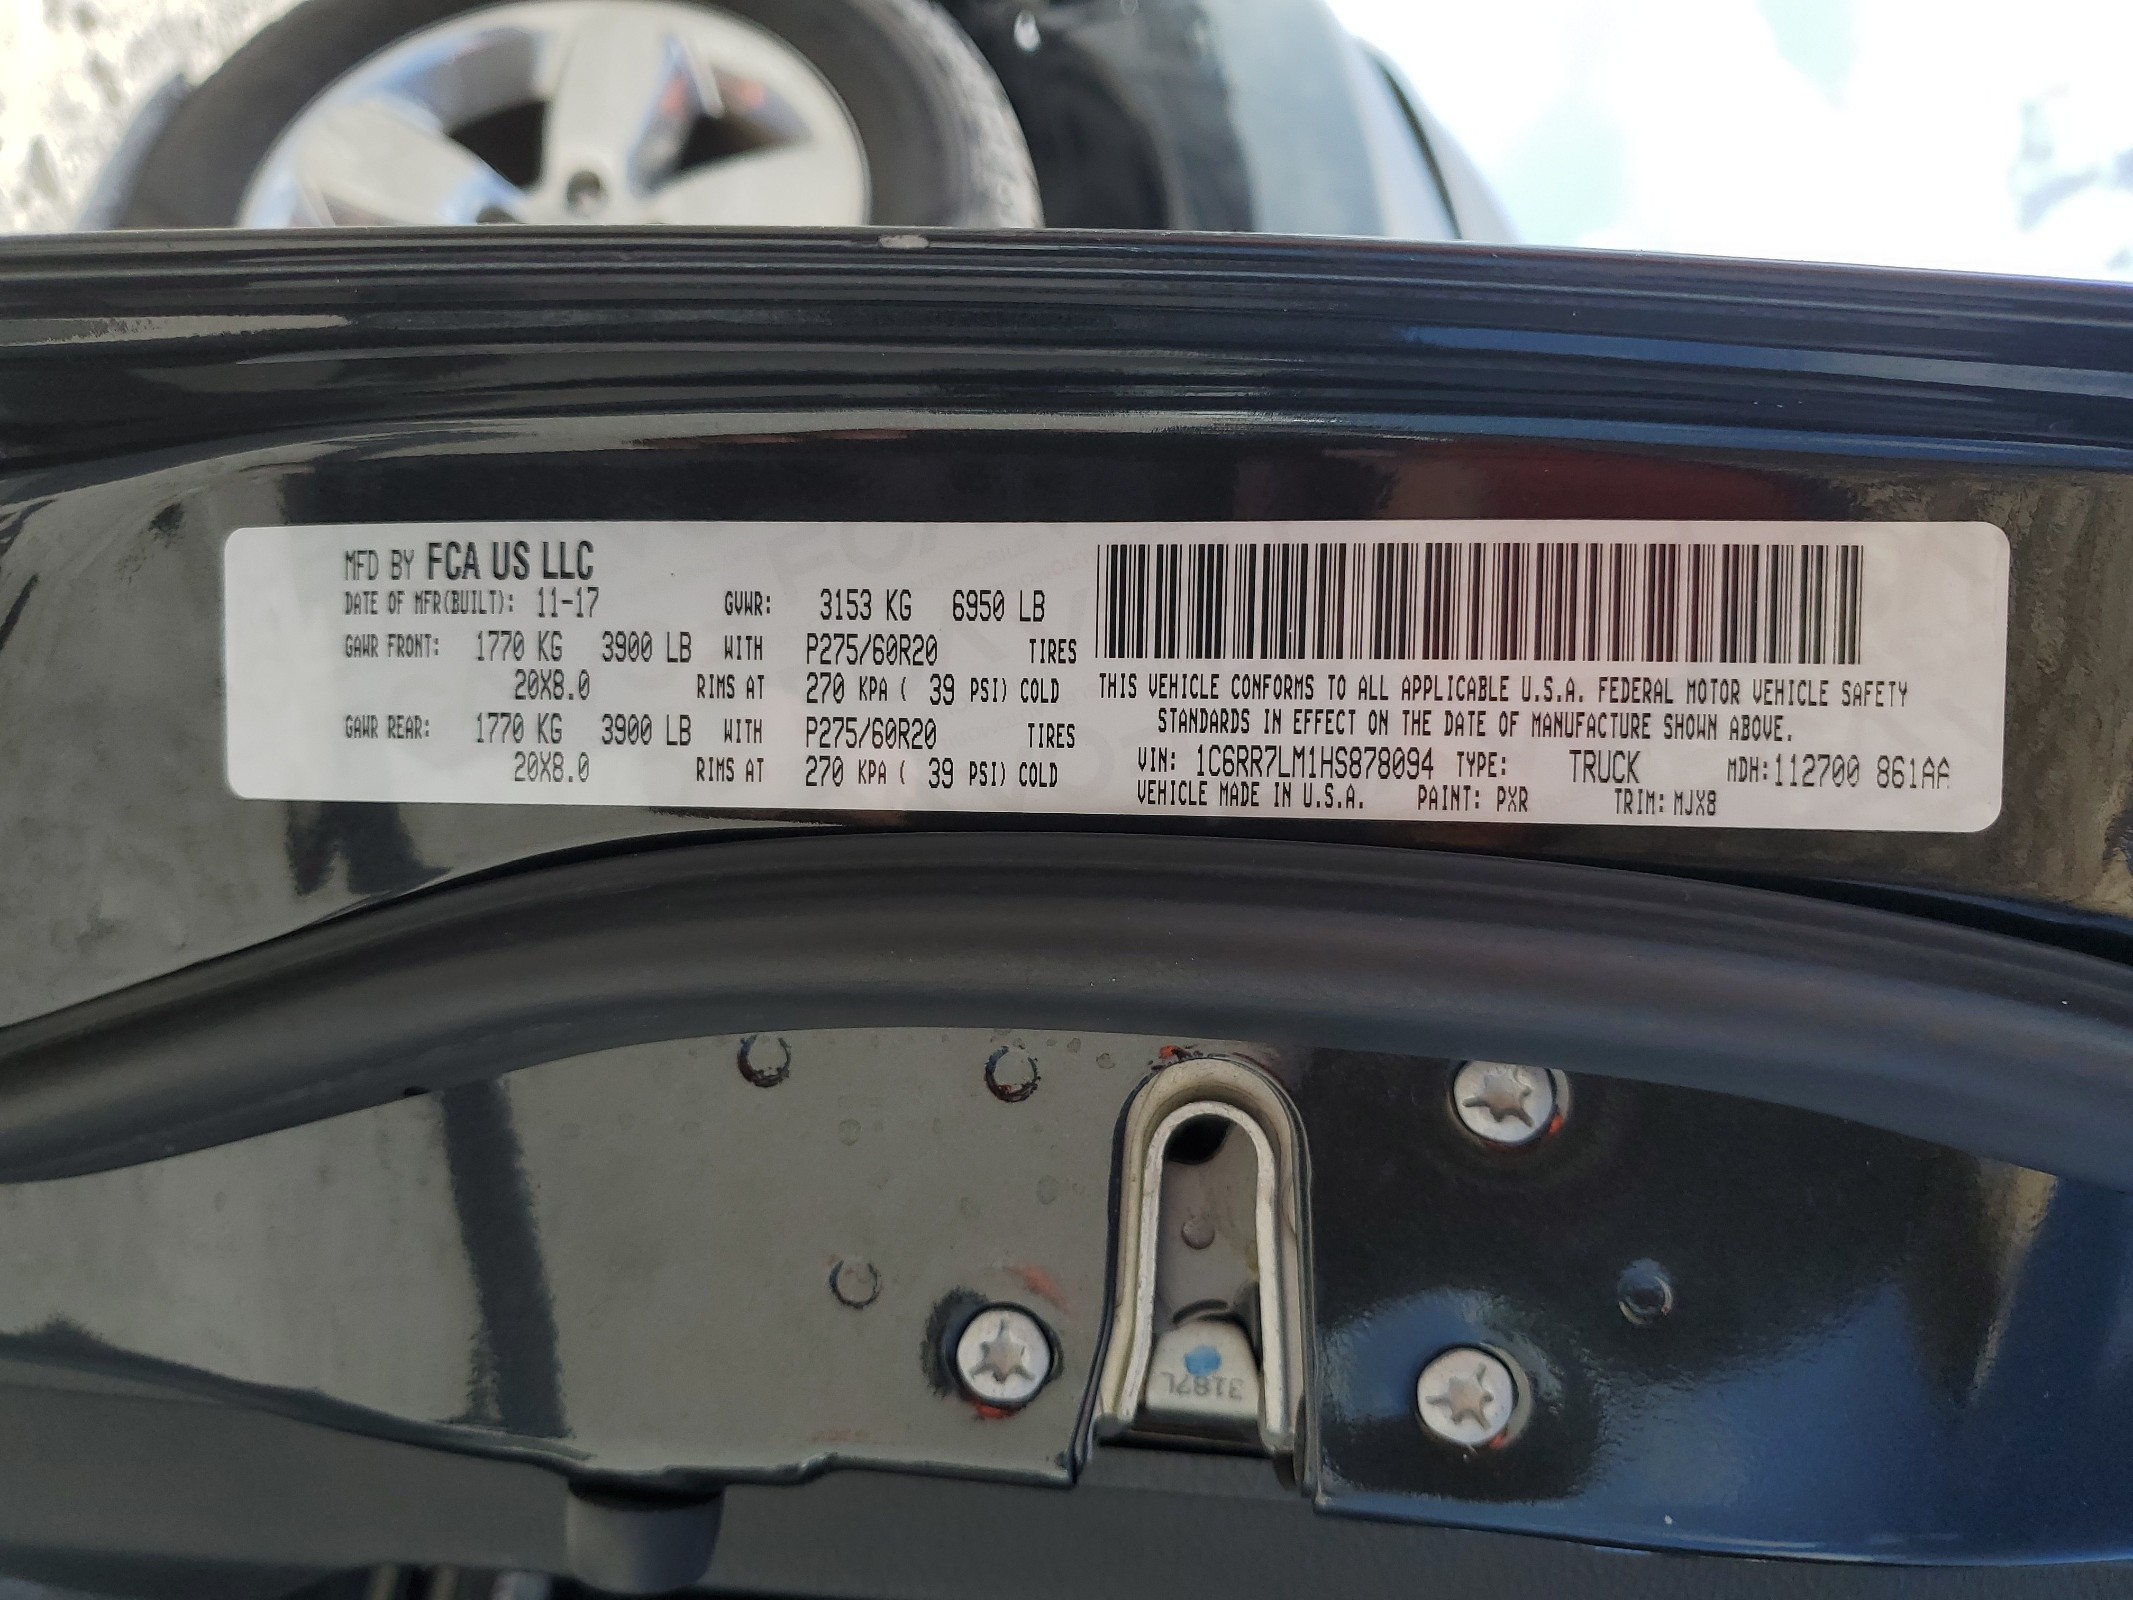 MFD BY FCA US LLC
DATE OF MFR(BUILT): 11-17 GVWR: 3153 KG 6950 LB
GAWR FRONT: 1770 KG 3900 LB WITH P275/60R20 TIRES
20X8.0 RIMS AT 270 KPA ( 39 PSI) COLD
GAWR REAR: 1770 KG 3900 LB WITH P275/60R20 TIRES
20X8.0 RIMS AT 270 KPA ( 39 PSI) COLD
THIS VEHICLE CONFORMS TO ALL APPLICABLE U.S.A. FEDERAL MOTOR VEHICLE SAFETY
STANDARDS IN EFFECT ON THE DATE OF MANUFACTURE SHOWN ABOVE.
VIN: 1C6RR7LM1HS878094 TYPE: TRUCK MDH:112700 861AA
VEHICLE MADE IN U.S.A. PAINT: PXR TRIM: MJX8
3187L